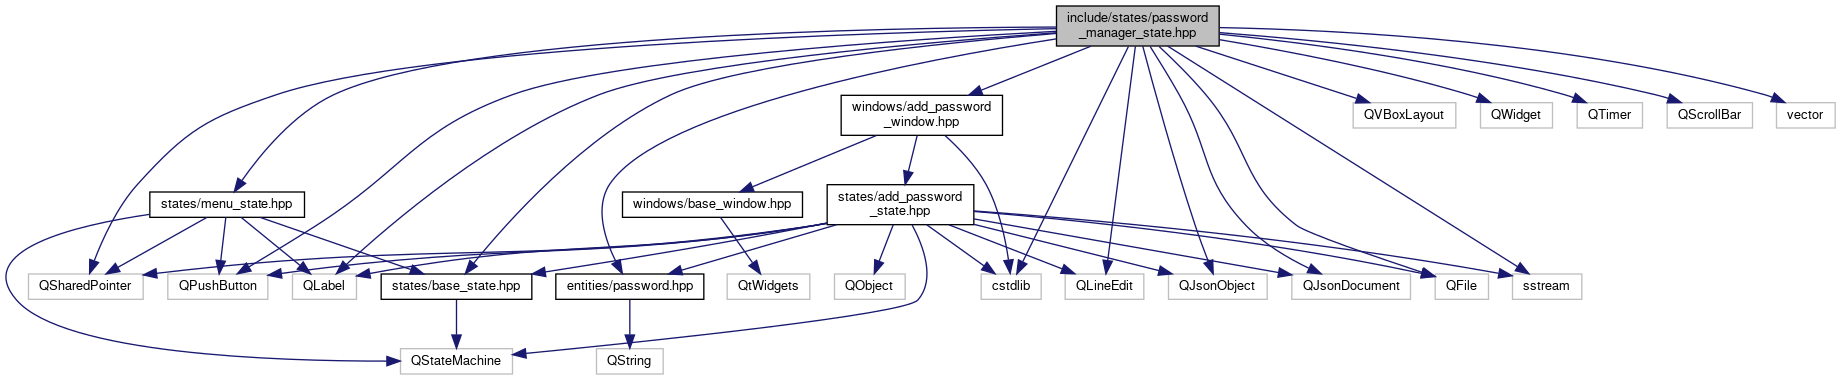 include/states/password
_manager_state.hpp
windows/add_password
_window.hpp
QVBoxLayout
QWidget
QTimer
QScrollBar
vector
states/menu_state.hpp
windows/base_window.hpp
states/add_password
_state.hpp
QSharedPointer
QPushButton
QLabel
states/base_state.hpp
entities/password.hpp
QtWidgets
QObject
cstdlib
QLineEdit
QJsonObject
QJsonDocument
QFile
sstream
QStateMachine
QString